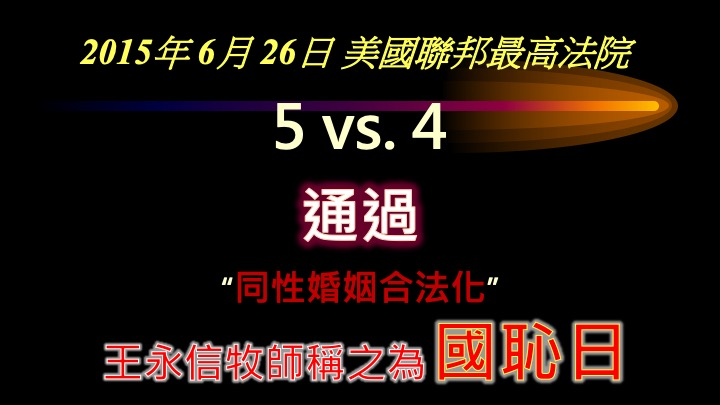 2015年 6月 26日 美國聯邦最高法院
5 vs. 4
通過
“同性婚姻合法化”
王永信牧師稱之為 國恥日